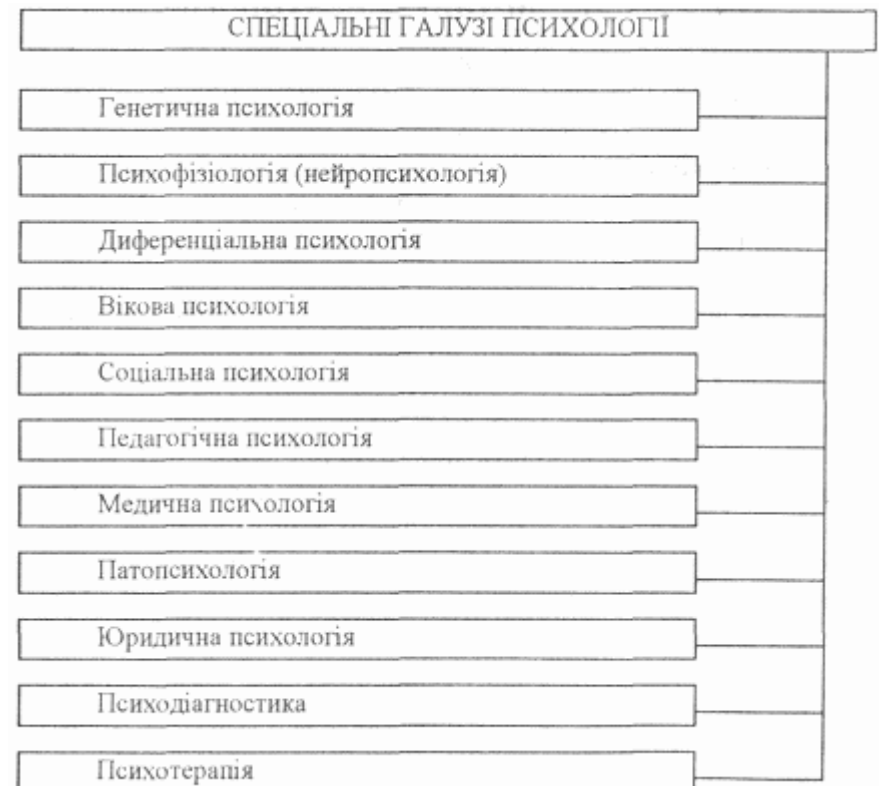 СПЕЦІАЛЬНІ ГАЛУЗІ ПСИХОЛОГІЇ
Генетична психологія
Психофізіологія (нейропсихологія)
Диференціальна психологія
Вікова психологія
Соціальна психологія
Педагогічна психологія
Медична психологія
Патопсихологія
Юридична психологія
Психодіагностика
Психотерапія